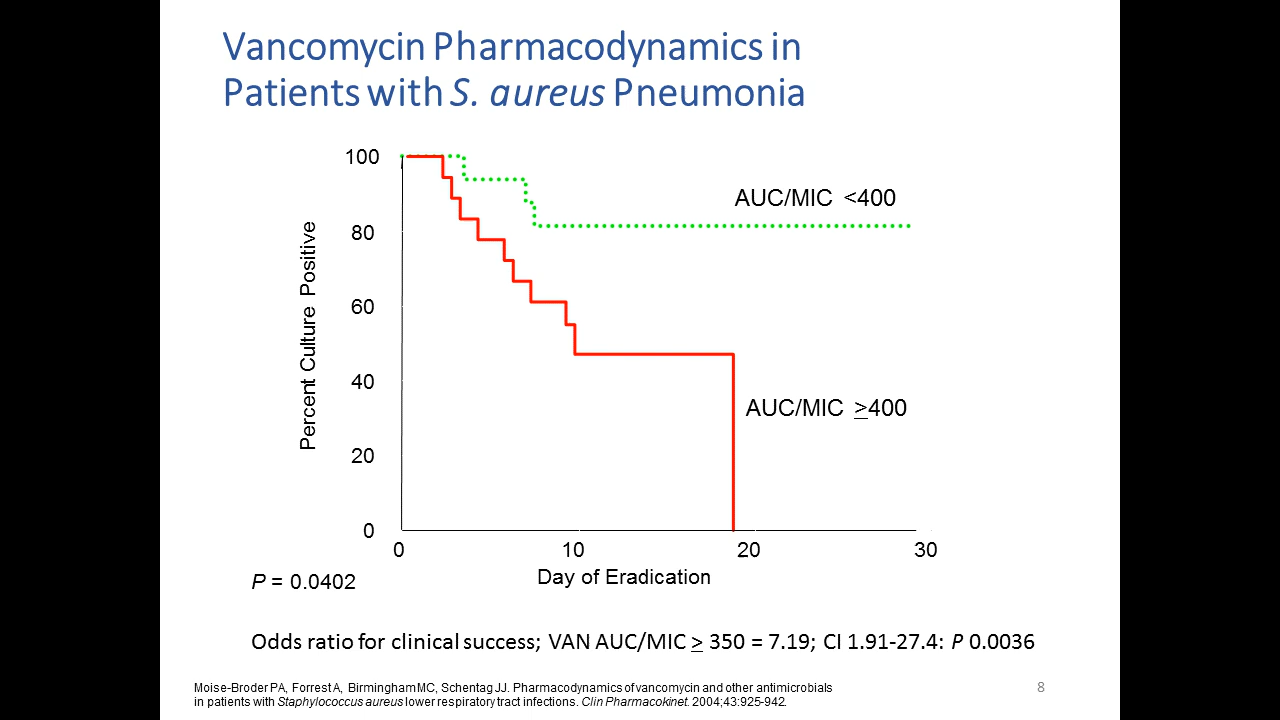 Vancomycin Pharmacodynamics in
Patients with S. aureus Pneumonia
100
80
60
40
20
0
Percent Culture Positive
AUC/MIC <400
AUC/MIC ≥400
0 10 20 30
Day of Eradication
P = 0.0402
Odds ratio for clinical success; VAN AUC/MIC ≥ 350 = 7.19; CI 1.91-27.4: P 0.0036
Moise-Broder PA, Forrest A, Birmingham MC, Schentag JJ. Pharmacodynamics of vancomycin and other antimicrobials
in patients with Staphylococcus aureus lower respiratory tract infections. Clin Pharmacokinet. 2004;43:925-942.
8